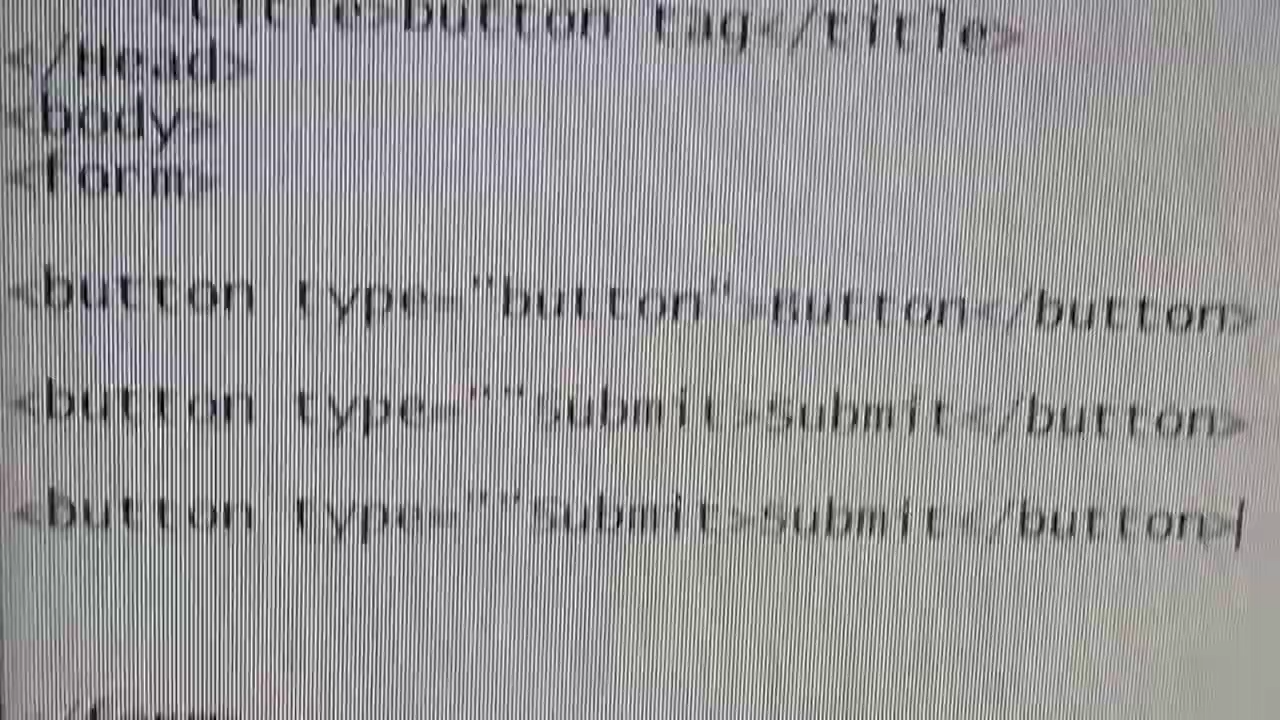 <title>button tag</title>
</Head>
<body>
<form>
<button type="button">Button</button>
<button type=""Submit>Submit</button>
<button type=""Submit>Submit</button>
</form>